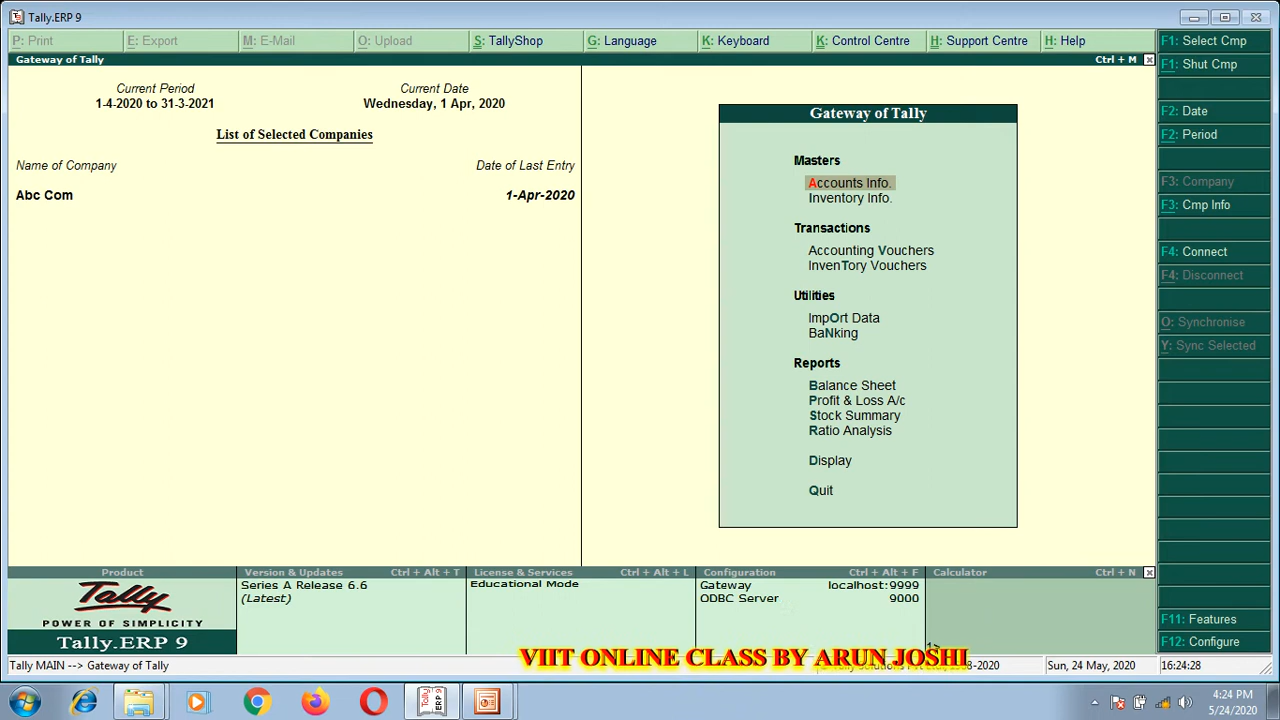 Tally.ERP 9
P: Print
E: Export
M: E-Mail
O: Upload
S: TallyShop
G: Language
K: Keyboard
K: Control Centre
H: Support Centre
H: Help
F1: Select Cmp
F1: Shut Cmp
F2: Date
F2: Period
F3: Company
F3: Cmp Info
F4: Connect
F4: Disconnect
O: Synchronise
Y: Sync Selected
F11: Features
F12: Configure
Gateway of Tally
Ctrl + M
Current Period
1-4-2020 to 31-3-2021
Current Date
Wednesday, 1 Apr, 2020
List of Selected Companies
Name of Company
Date of Last Entry
Abc Com
1-Apr-2020
Gateway of Tally
Masters
Accounts Info.
Inventory Info.
Transactions
Accounting Vouchers
InvenTory Vouchers
Utilities
ImpOrt Data
BaNking
Reports
Balance Sheet
Profit & Loss A/c
Stock Summary
Ratio Analysis
Display
Quit
Product
Tally
POWER OF SIMPLICITY
Tally.ERP 9
Version & Updates Ctrl + Alt + T
Series A Release 6.6
(Latest)
License & Services Ctrl + Alt + L
Educational Mode
Configuration Ctrl + Alt + F
Gateway localhost:9999
ODBC Server 9000
Calculator Ctrl + N
1>
VIIT ONLINE CLASS BY ARUN JOSHI
Tally MAIN --> Gateway of Tally
-2020
Sun, 24 May, 2020
16:24:28
Tally
ERP 9
4:24 PM
5/24/2020